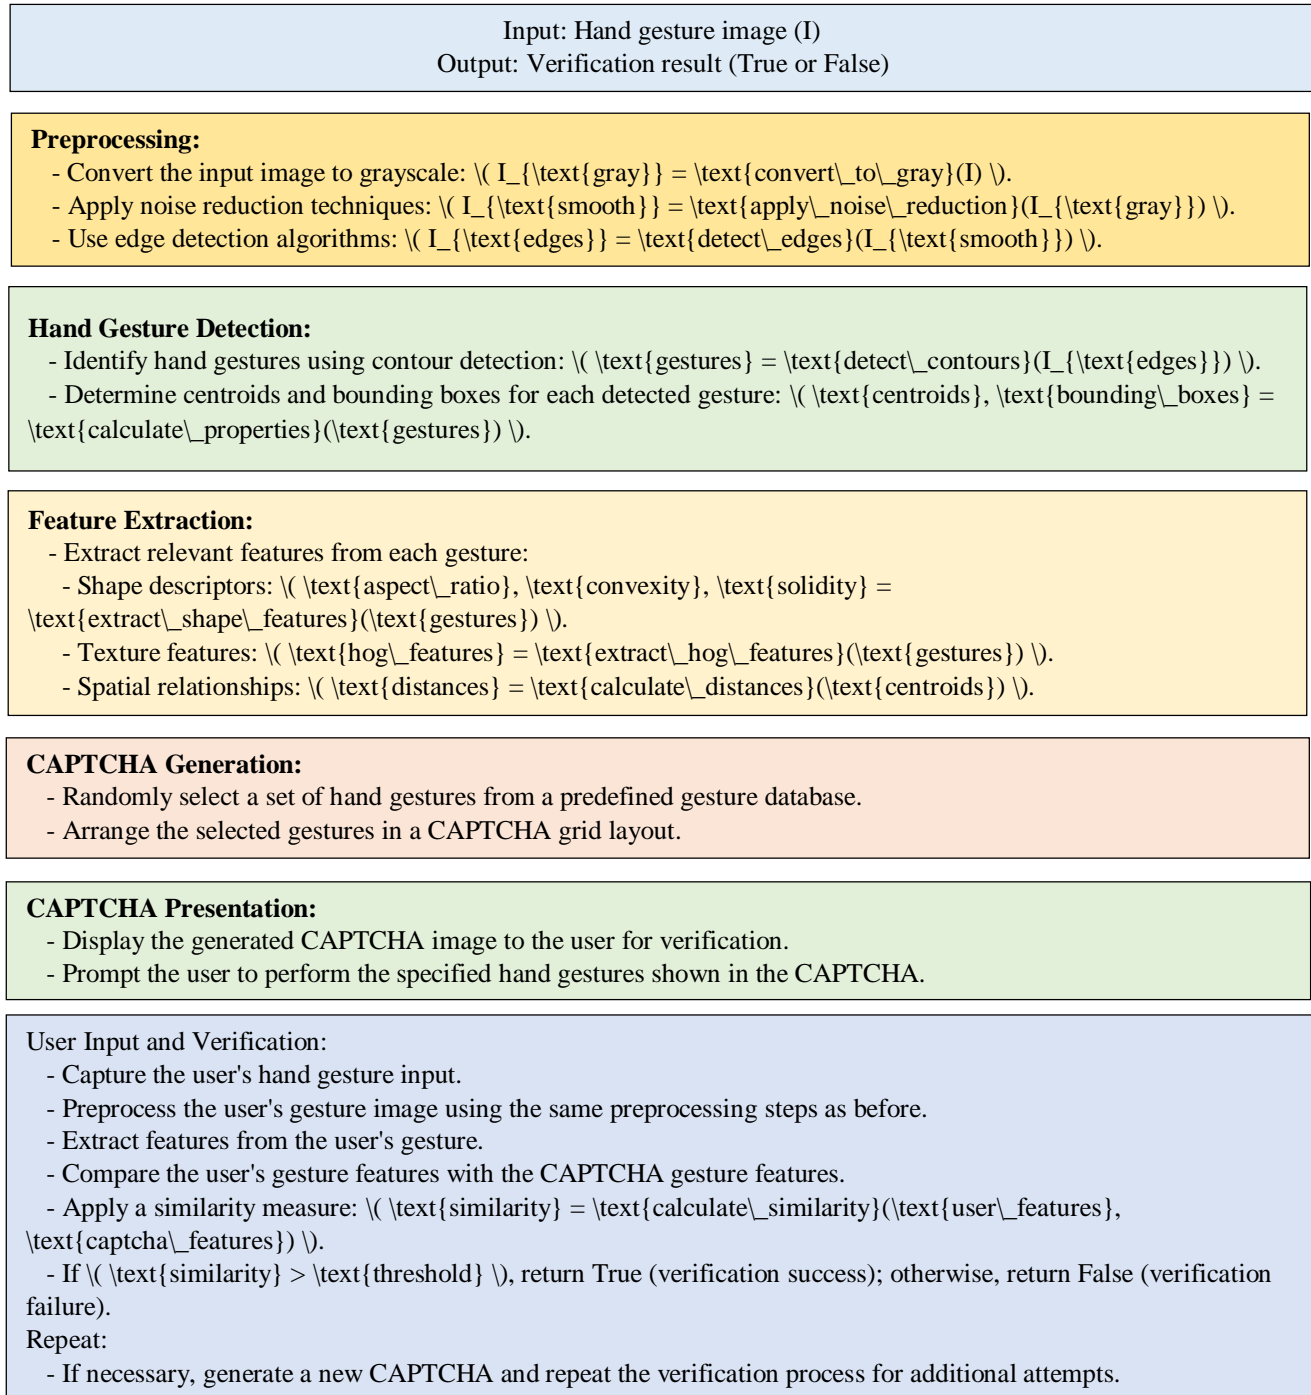 Input: Hand gesture image (I)
Output: Verification result (True or False)
Preprocessing:
- Convert the input image to grayscale: \( I_{\text{gray}} = \text{convert\_to\_gray}(I) \).
- Apply noise reduction techniques: \( I_{\text{smooth}} = \text{apply\_noise\_reduction}(I_{\text{gray}}) \).
- Use edge detection algorithms: \( I_{\text{edges}} = \text{detect\_edges}(I_{\text{smooth}}) \).
Hand Gesture Detection:
- Identify hand gestures using contour detection: \( \text{gestures} = \text{detect\_contours}(I_{\text{edges}}) \).
- Determine centroids and bounding boxes for each detected gesture: \( \text{centroids}, \text{bounding\_boxes} =
\text{calculate\_properties}(\text{gestures}) \).
Feature Extraction:
- Extract relevant features from each gesture:
- Shape descriptors: \( \text{aspect\_ratio}, \text{convexity}, \text{solidity} =
\text{extract\_shape\_features}(\text{gestures}) \).
- Texture features: \( \text{hog\_features} = \text{extract\_hog\_features}(\text{gestures}) \).
- Spatial relationships: \( \text{distances} = \text{calculate\_distances}(\text{centroids}) \).
CAPTCHA Generation:
- Randomly select a set of hand gestures from a predefined gesture database.
- Arrange the selected gestures in a CAPTCHA grid layout.
CAPTCHA Presentation:
- Display the generated CAPTCHA image to the user for verification.
- Prompt the user to perform the specified hand gestures shown in the CAPTCHA.
User Input and Verification:
- Capture the user's hand gesture input.
- Preprocess the user's gesture image using the same preprocessing steps as before.
- Extract features from the user's gesture.
- Compare the user's gesture features with the CAPTCHA gesture features.
- Apply a similarity measure: \( \text{similarity} = \text{calculate\_similarity}(\text{user\_features},
\text{captcha\_features}) \).
- If \( \text{similarity} > \text{threshold} \), return True (verification success); otherwise, return False (verification
failure).
Repeat:
- If necessary, generate a new CAPTCHA and repeat the verification process for additional attempts.